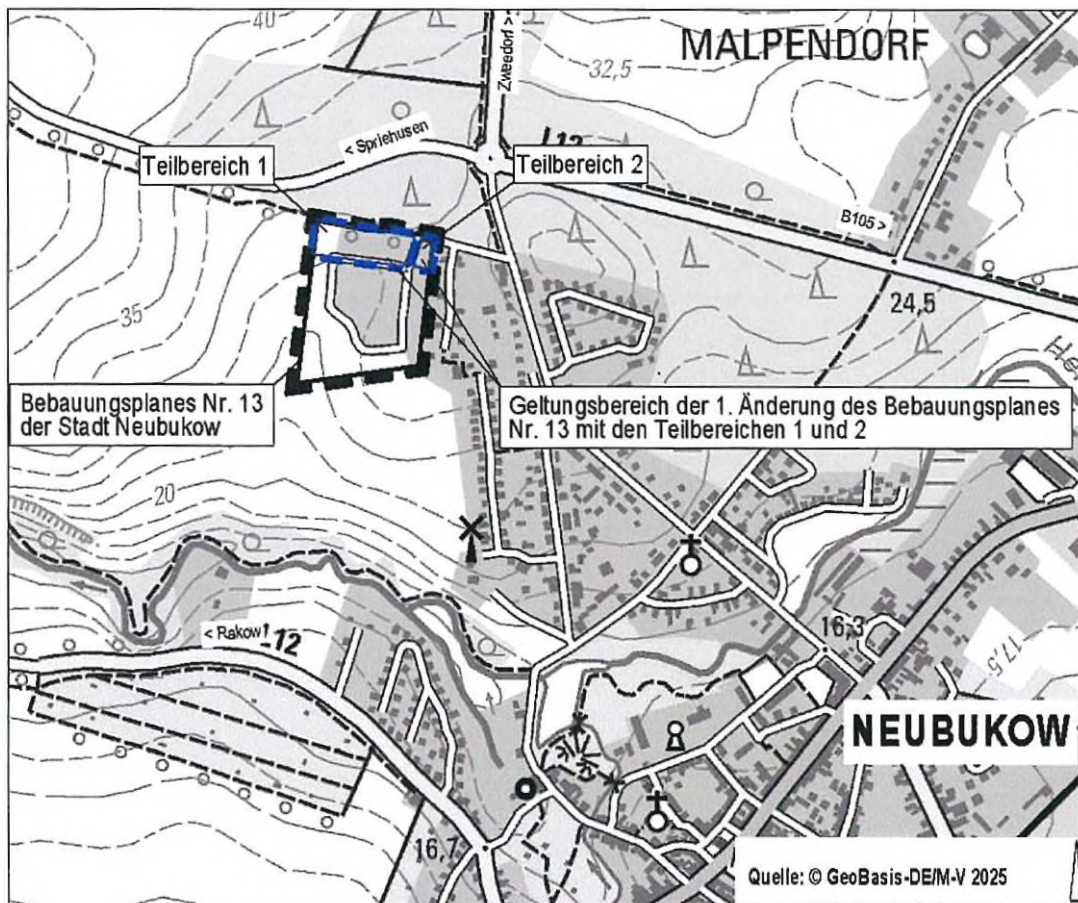 40
MALPENDORF
Zweedorf >
32,5
< Spriehusen
L12
Teilbereich 1
Teilbereich 2
B105 >
24,5
35
Bebauungsplanes Nr. 13
der Stadt Neubukow
Geltungsbereich der 1. Änderung des Bebauungsplanes
Nr. 13 mit den Teilbereichen 1 und 2
20
< Rakow
L12
16,3
17,5
NEUBUKOW
16,7
Quelle: © GeoBasis-DE/M-V 2025